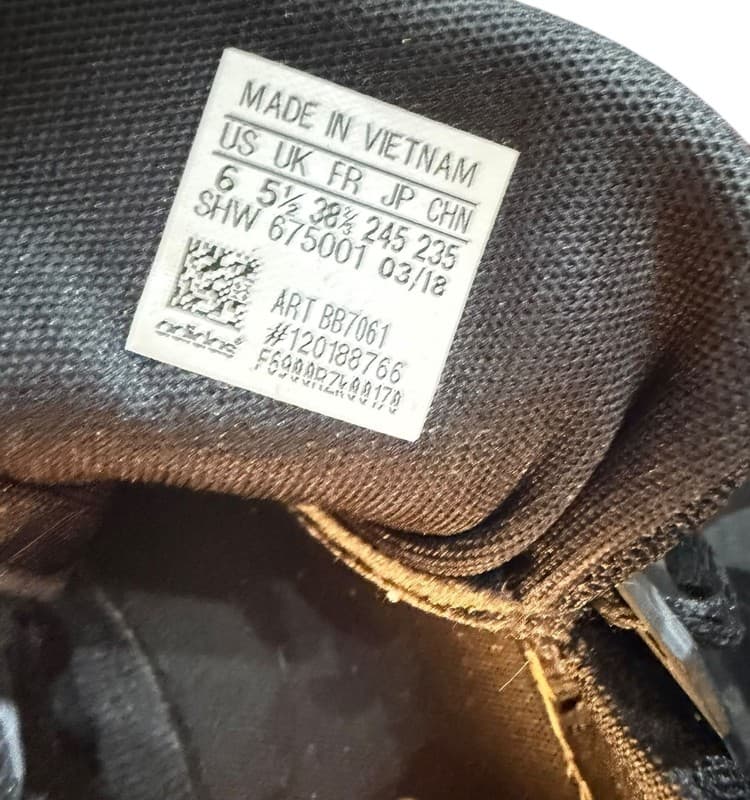 MADE IN VIETNAM
US UK FR JP CHN
6 5½ 38⅔ 245 235
SHW 675001 03/18
ART BB7061
#120188766
adidas